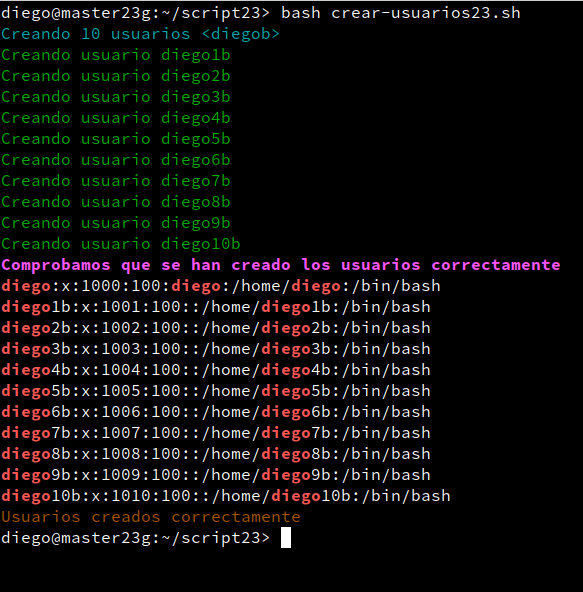 diego@master23g:~/script23> bash crear-usuarios23.sh
Creando 10 usuarios <diegob>
Creando usuario diego1b
Creando usuario diego2b
Creando usuario diego3b
Creando usuario diego4b
Creando usuario diego5b
Creando usuario diego6b
Creando usuario diego7b
Creando usuario diego8b
Creando usuario diego9b
Creando usuario diego10b
Comprobamos que se han creado los usuarios correctamente
diego:x:1000:100:diego:/home/diego:/bin/bash
diego1b:x:1001:100::/home/diego1b:/bin/bash
diego2b:x:1002:100::/home/diego2b:/bin/bash
diego3b:x:1003:100::/home/diego3b:/bin/bash
diego4b:x:1004:100::/home/diego4b:/bin/bash
diego5b:x:1005:100::/home/diego5b:/bin/bash
diego6b:x:1006:100::/home/diego6b:/bin/bash
diego7b:x:1007:100::/home/diego7b:/bin/bash
diego8b:x:1008:100::/home/diego8b:/bin/bash
diego9b:x:1009:100::/home/diego9b:/bin/bash
diego10b:x:1010:100::/home/diego10b:/bin/bash
Usuarios creados correctamente
diego@master23g:~/script23>